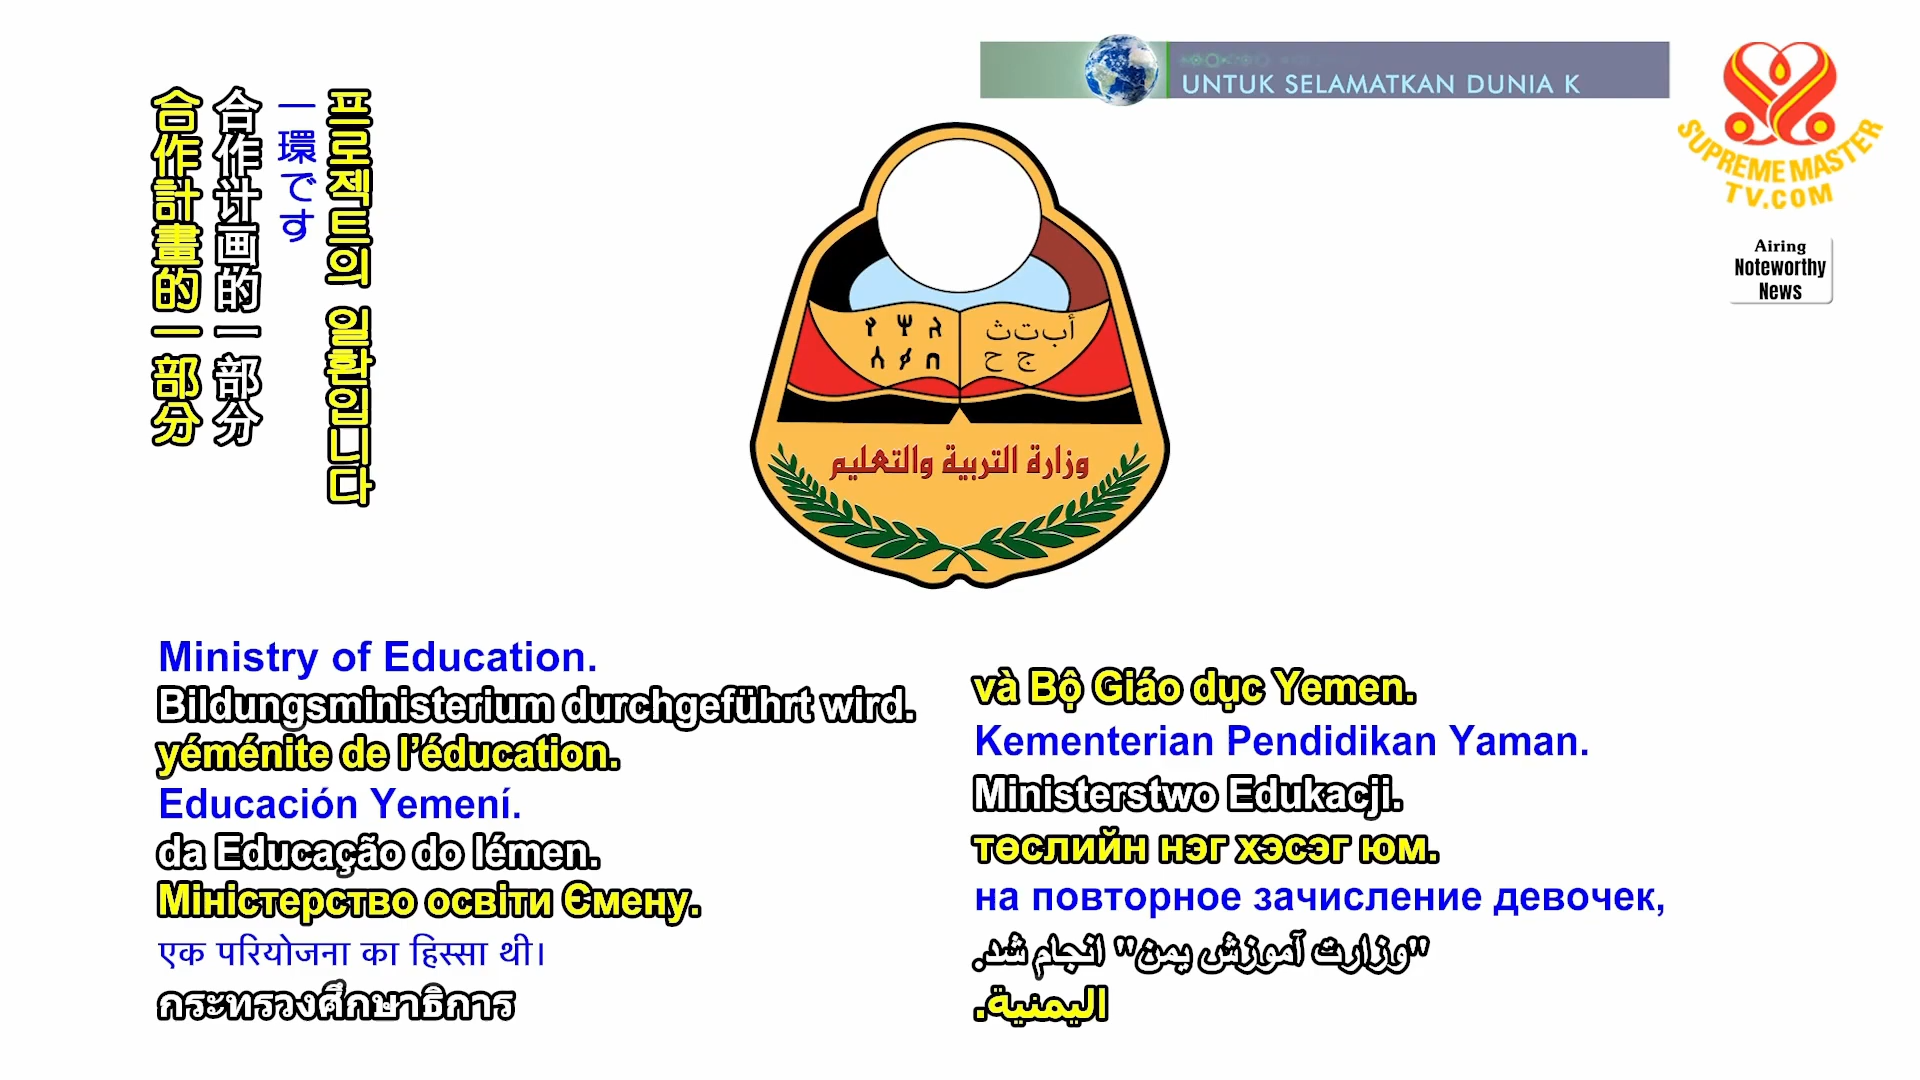 合作計畫的一部分
合作计画的一部分
一環です
프로젝트의 일환입니다
UNTUK SELAMATKAN DUNIA K
SUPREME MASTER
TV.COM
Airing
Noteworthy
News
أ ب ت ث
ج ح
وزارة التربية والتعليم
Ministry of Education.
Bildungsministerium durchgeführt wird.
yéménite de l’éducation.
Educación Yemení.
da Educação do Iémen.
Міністерство освіти Ємену.
एक परियोजना का हिस्सा थी।
กระทรวงศึกษาธิการ
và Bộ Giáo dục Yemen.
Kementerian Pendidikan Yaman.
Ministerstwo Edukacji.
төслийн нэг хэсэг юм.
на повторное зачисление девочек,
"وزارت آموزش یمن" انجام شد.
اليمنية.